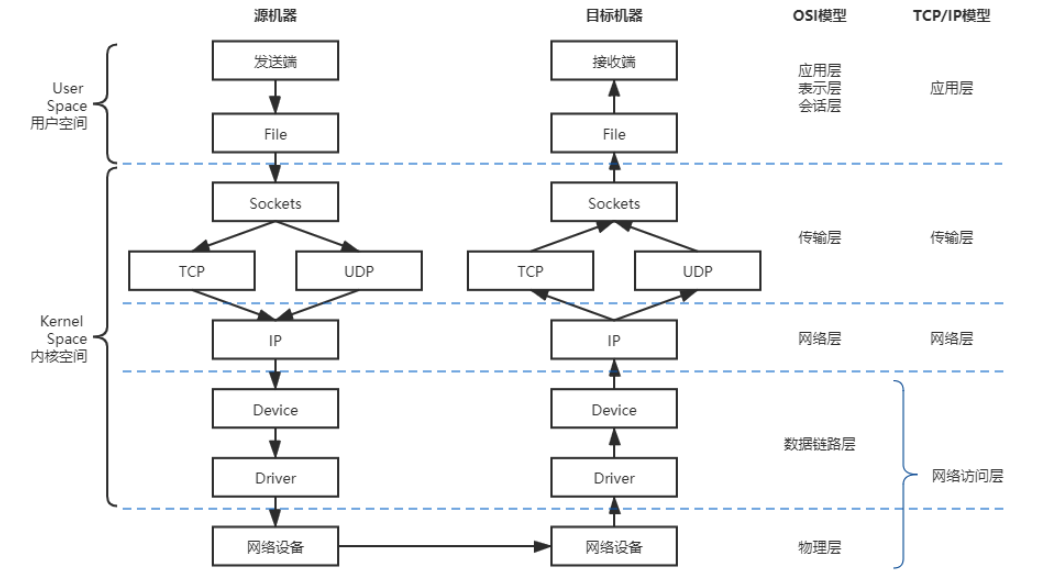 源机器
目标机器
OSI模型
TCP/IP模型
User
Space
用户空间
发送端
接收端
应用层
表示层
会话层
应用层
File
File
Kernel
Space
内核空间
Sockets
Sockets
TCP
UDP
TCP
UDP
传输层
传输层
IP
IP
网络层
网络层
Device
Device
数据链路层
Driver
Driver
网络访问层
网络设备
网络设备
物理层